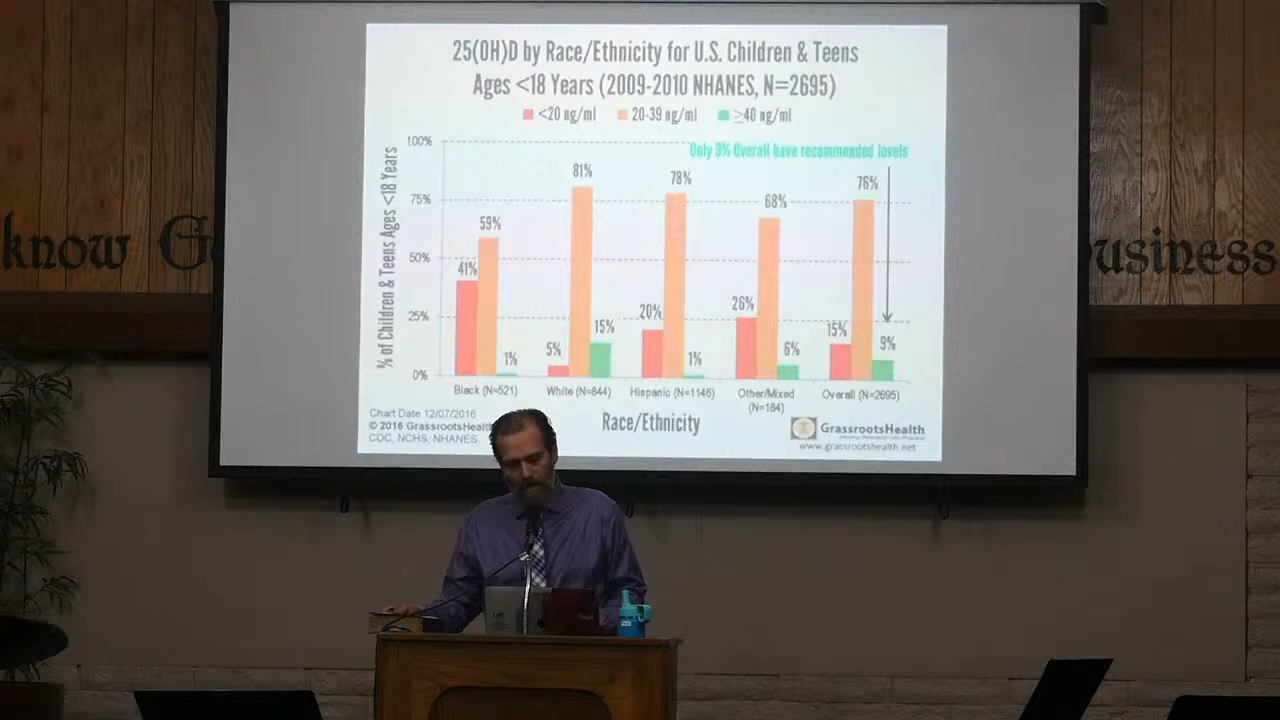 25(OH)D by Race/Ethnicity for U.S. Children & Teens
Ages <18 Years (2009-2010 NHANES, N=2695)
<20 ng/ml 20-39 ng/ml ≥40 ng/ml
Only 9% Overall have recommended levels
% of Children & Teens Ages <18 Years
100%
75%
50%
25%
0%
41% 59% 1%
5% 81% 15%
20% 78% 1%
26% 68% 6%
15% 76% 9%
Black (N=521)
White (N=844)
Hispanic (N=1146)
Other/Mixed
(N=184)
Overall (N=2695)
Race/Ethnicity
Chart Date 12/07/2016
© 2016 GrassrootsHealth
CDC, NCHS, NHANES.
GrassrootsHealth
www.grassrootshealth.net
know G
usiness